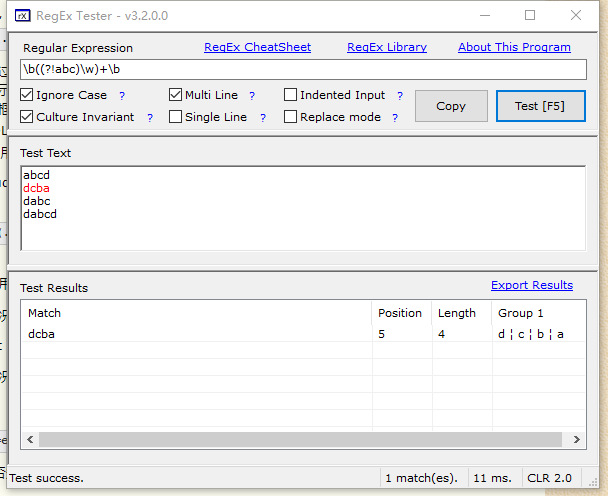 RegEx Tester - v3.2.0.0
Regular Expression RegEx CheatSheet RegEx Library About This Program
\b((?!abc)\w)+\b
Ignore Case ? Multi Line ? Indented Input ? Copy Test [F5]
Culture Invariant ? Single Line ? Replace mode ?
Test Text
abcd
dcba
dabc
dabcd
Test Results Export Results
Match Position Length Group 1
dcba 5 4 d ¦ c ¦ b ¦ a
Test success. 1 match(es). 11 ms. CLR 2.0